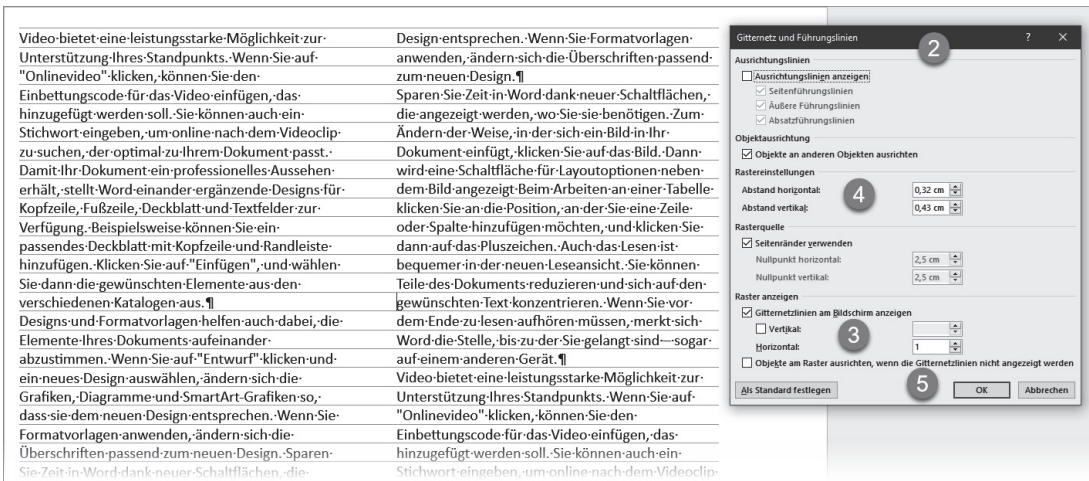 Video·bietet·eine·leistungsstarke·Möglichkeit·zur·
Unterstützung·Ihres·Standpunkts.·Wenn·Sie·auf·
"Onlinevideo"·klicken,·können·Sie·den·
Einbettungscode·für·das·Video·einfügen,·das·
hinzugefügt·werden·soll.·Sie·können·auch·ein·
Stichwort·eingeben,·um·online·nach·dem·Videoclip·
zu·suchen,·der·optimal·zu·Ihrem·Dokument·passt.·
Damit·Ihr·Dokument·ein·professionelles·Aussehen·
erhält,·stellt·Word·einander·ergänzende·Designs·für·
Kopfzeile,·Fußzeile,·Deckblatt·und·Textfelder·zur·
Verfügung.·Beispielsweise·können·Sie·ein·
passendes·Deckblatt·mit·Kopfzeile·und·Randleiste·
hinzufügen.·Klicken·Sie·auf·"Einfügen",·und·wählen·
Sie·dann·die·gewünschten·Elemente·aus·den·
verschiedenen·Katalogen·aus.¶
Designs·und·Formatvorlagen·helfen·auch·dabei,·die·
Elemente·Ihres·Dokuments·aufeinander·
abzustimmen.·Wenn·Sie·auf·"Entwurf"·klicken·und·
ein·neues·Design·auswählen,·ändern·sich·die·
Grafiken,·Diagramme·und·SmartArt-Grafiken·so,·
dass·sie·dem·neuen·Design·entsprechen.·Wenn·Sie·
Formatvorlagen·anwenden,·ändern·sich·die·
Überschriften·passend·zum·neuen·Design.·Sparen·
Sie·Zeit·in·Word·dank·neuer·Schaltflächen,·die·
Design·entsprechen.·Wenn·Sie·Formatvorlagen·
anwenden,·ändern·sich·die·Überschriften·passend·
zum·neuen·Design.¶
Sparen·Sie·Zeit·in·Word·dank·neuer·Schaltflächen,·
die·angezeigt·werden,·wo·Sie·sie·benötigen.·Zum·
Ändern·der·Weise,·in·der·sich·ein·Bild·in·Ihr·
Dokument·einfügt,·klicken·Sie·auf·das·Bild.·Dann·
wird·eine·Schaltfläche·für·Layoutoptionen·neben·
dem·Bild·angezeigt·Beim·Arbeiten·an·einer·Tabelle·
klicken·Sie·an·die·Position,·an·der·Sie·eine·Zeile·
oder·Spalte·hinzufügen·möchten,·und·klicken·Sie·
dann·auf·das·Pluszeichen.·Auch·das·Lesen·ist·
bequemer·in·der·neuen·Leseansicht.·Sie·können·
Teile·des·Dokuments·reduzieren·und·sich·auf·den·
gewünschten·Text·konzentrieren.·Wenn·Sie·vor·
dem·Ende·zu·lesen·aufhören·müssen,·merkt·sich·
Word·die·Stelle,·bis·zu·der·Sie·gelangt·sind·–·sogar·
auf·einem·anderen·Gerät.¶
Video·bietet·eine·leistungsstarke·Möglichkeit·zur·
Unterstützung·Ihres·Standpunkts.·Wenn·Sie·auf·
"Onlinevideo"·klicken,·können·Sie·den·
Einbettungscode·für·das·Video·einfügen,·das·
hinzugefügt·werden·soll.·Sie·können·auch·ein·
Stichwort·eingeben,·um·online·nach·dem·Videoclip·
Gitternetz und Führungslinien ? ×
2
Ausrichtungslinien
Ausrichtungslinien anzeigen
Seitenführungslinien
Äußere Führungslinien
Absatzführungslinien
Objektausrichtung
Objekte an anderen Objekten ausrichten
Rastereinstellungen
Abstand horizontal: 0,32 cm
4
Abstand vertikal: 0,43 cm
Rasterquelle
Seitenränder verwenden
Nullpunkt horizontal: 2,5 cm
Nullpunkt vertikal: 2,5 cm
Raster anzeigen
Gitternetzlinien am Bildschirm anzeigen
Vertikal:
3
Horizontal: 1
Objekte am Raster ausrichten, wenn die Gitternetzlinien nicht angezeigt werden
5
Als Standard festlegen OK Abbrechen